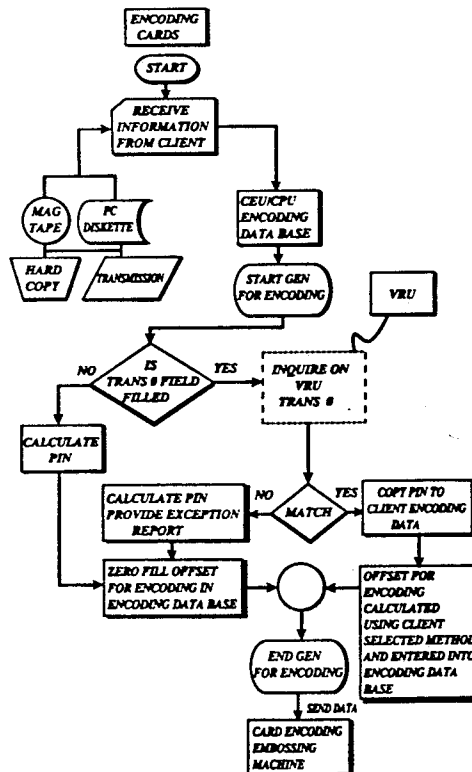 ENCODING
CARDS
START
RECEIVE
INFORMATION
FROM CLIENT
MAG
TAPE
PC
DISKETTE
HARD
COPY
TRANSMISSION
CEU/CPU
ENCODING
DATA BASE
START GEN
FOR ENCODING
VRU
NO
IS
TRANS # FIELD
FILLED
YES
INQUIRE ON
VRU
TRANS #
CALCULATE
PIN
CALCULATE PIN
PROVIDE EXCEPTION
REPORT
NO
MATCH
YES
COPT PIN TO
CLIENT ENCODING
DATA
ZERO FILL OFFSET
FOR ENCODING IN
ENCODING DATA BASE
OFFSET FOR
ENCODING
CALCULATED
USING CLIENT
SELECTED METHOD
AND ENTERED INTO
ENCODING DATA
BASE
END GEN
FOR ENCODING
SEND DATA
CARD ENCODING
EMBOSSING
MACHINE